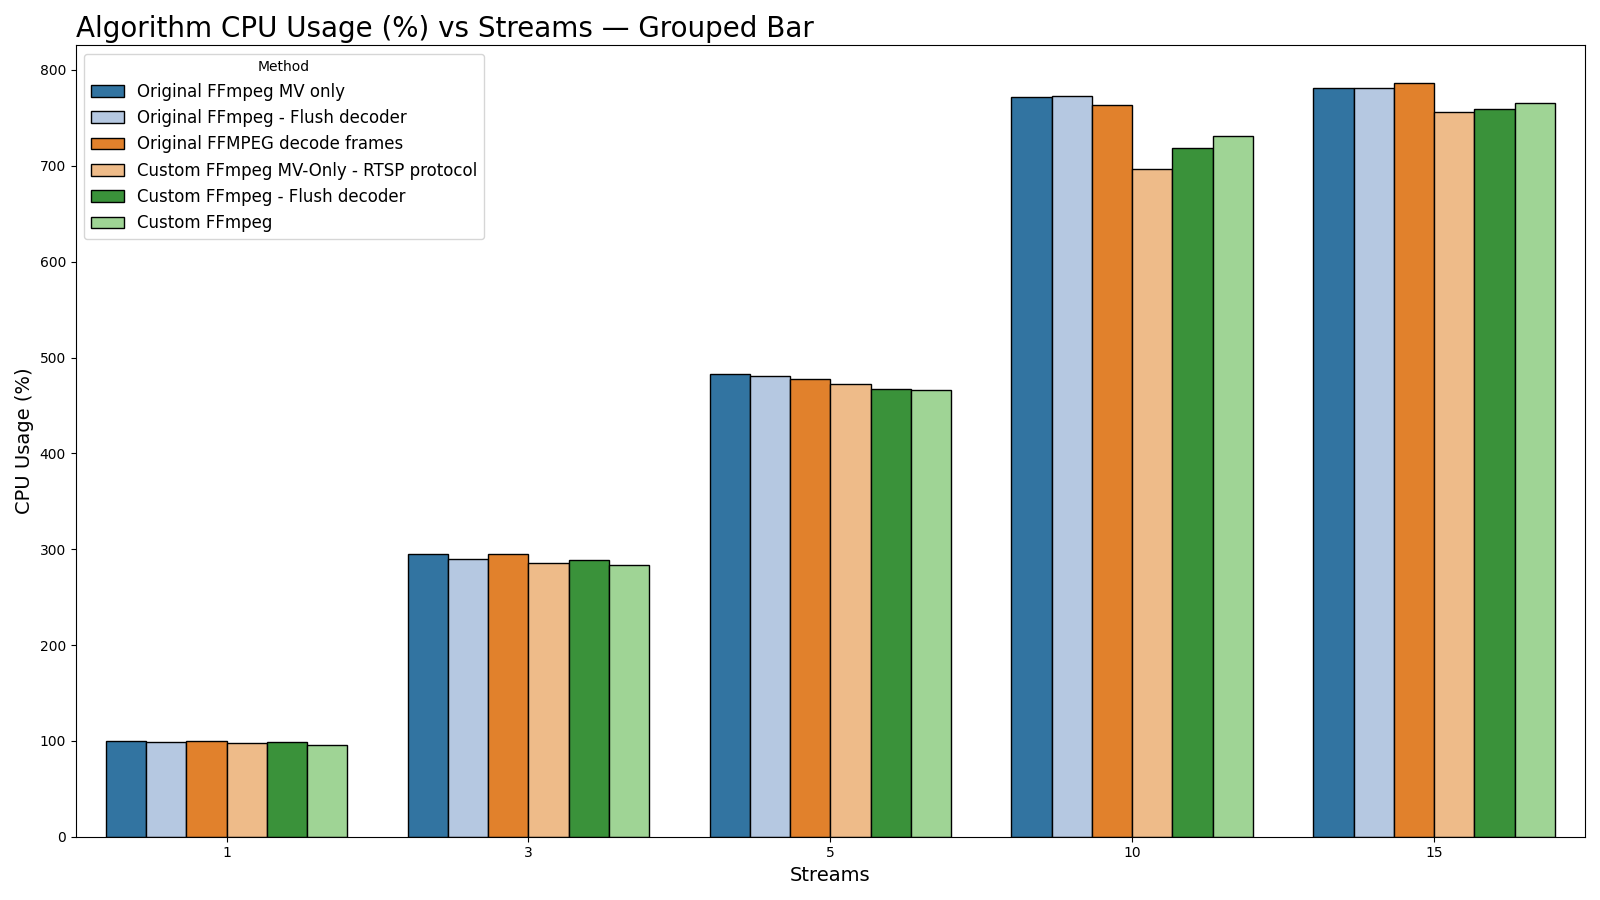 Algorithm CPU Usage (%) vs Streams — Grouped Bar
Method
Original FFmpeg MV only
Original FFmpeg - Flush decoder
Original FFMPEG decode frames
Custom FFmpeg MV-Only - RTSP protocol
Custom FFmpeg - Flush decoder
Custom FFmpeg
CPU Usage (%)
800
700
600
500
400
300
200
100
0
1 3 5 10 15
Streams